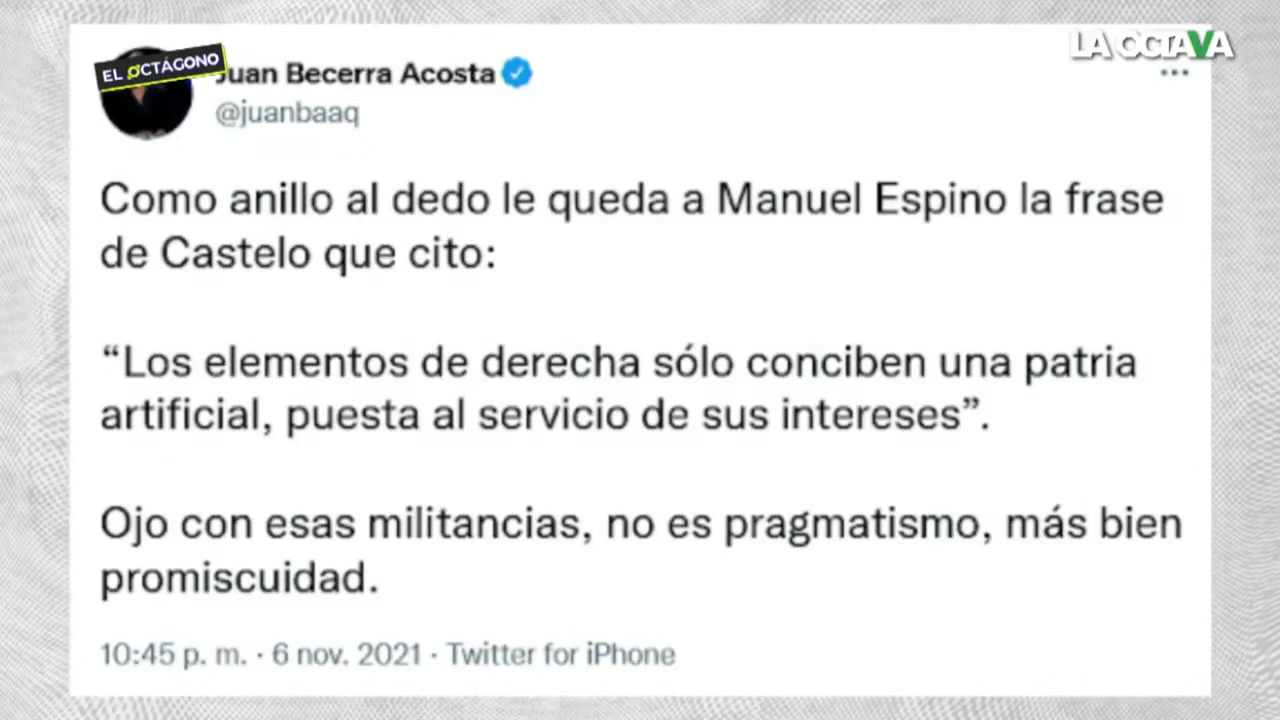 EL OCTÁGONO
LA OCTAVA
Juan Becerra Acosta
@juanbaaq
Como anillo al dedo le queda a Manuel Espino la frase
de Castelo que cito:
“Los elementos de derecha sólo conciben una patria
artificial, puesta al servicio de sus intereses”.
Ojo con esas militancias, no es pragmatismo, más bien
promiscuidad.
10:45 p. m. · 6 nov. 2021 · Twitter for iPhone